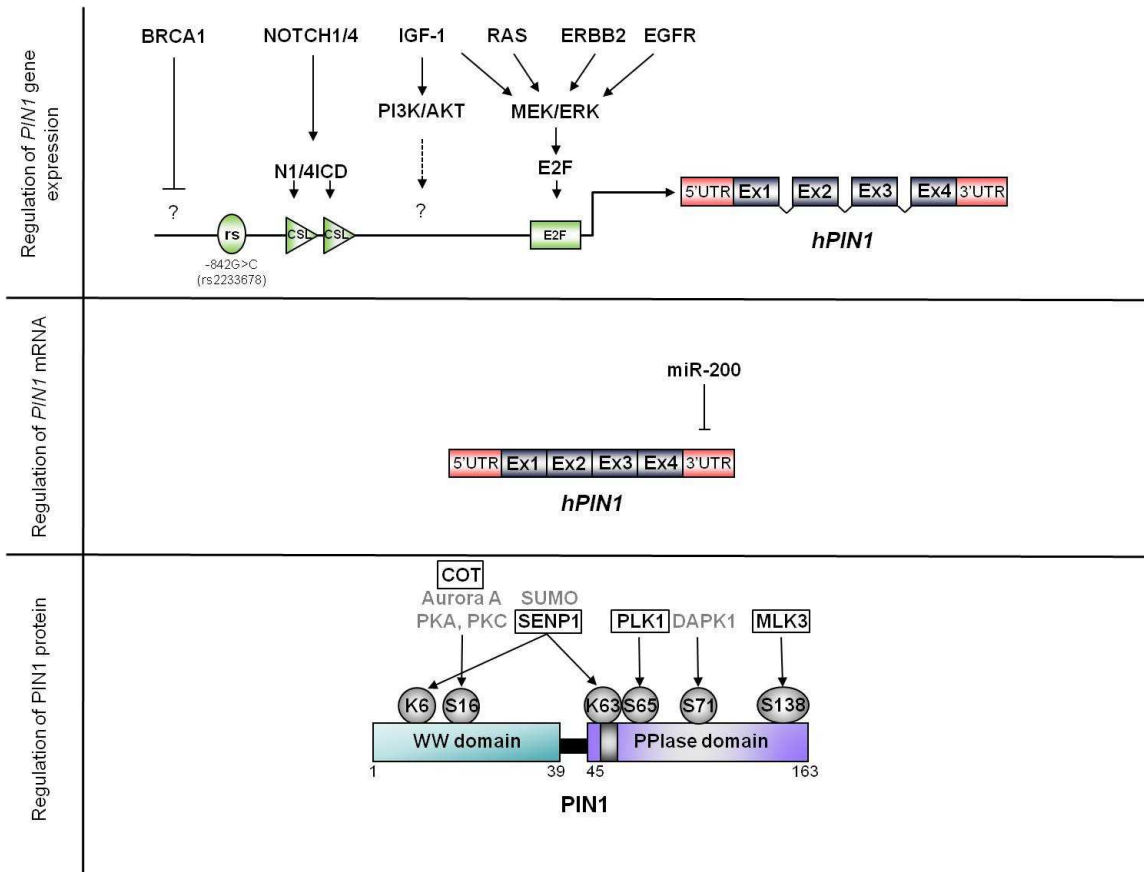 Regulation of PIN1 gene
expression
BRCA1 NOTCH1/4 IGF-1 RAS ERBB2 EGFR
PI3K/AKT MEK/ERK
N1/4ICD E2F
? ?
rs CSL CSL E2F
-842G>C
(rs2233678)
5'UTR Ex1 Ex2 Ex3 Ex4 3'UTR
hPIN1
Regulation of PIN1 mRNA
miR-200
5'UTR Ex1 Ex2 Ex3 Ex4 3'UTR
hPIN1
Regulation of PIN1 protein
COT
Aurora A SUMO
PKA, PKC SENP1 PLK1 DAPK1 MLK3
K6 S16 K63 S65 S71 S138
WW domain PPIase domain
1 39 45 163
PIN1